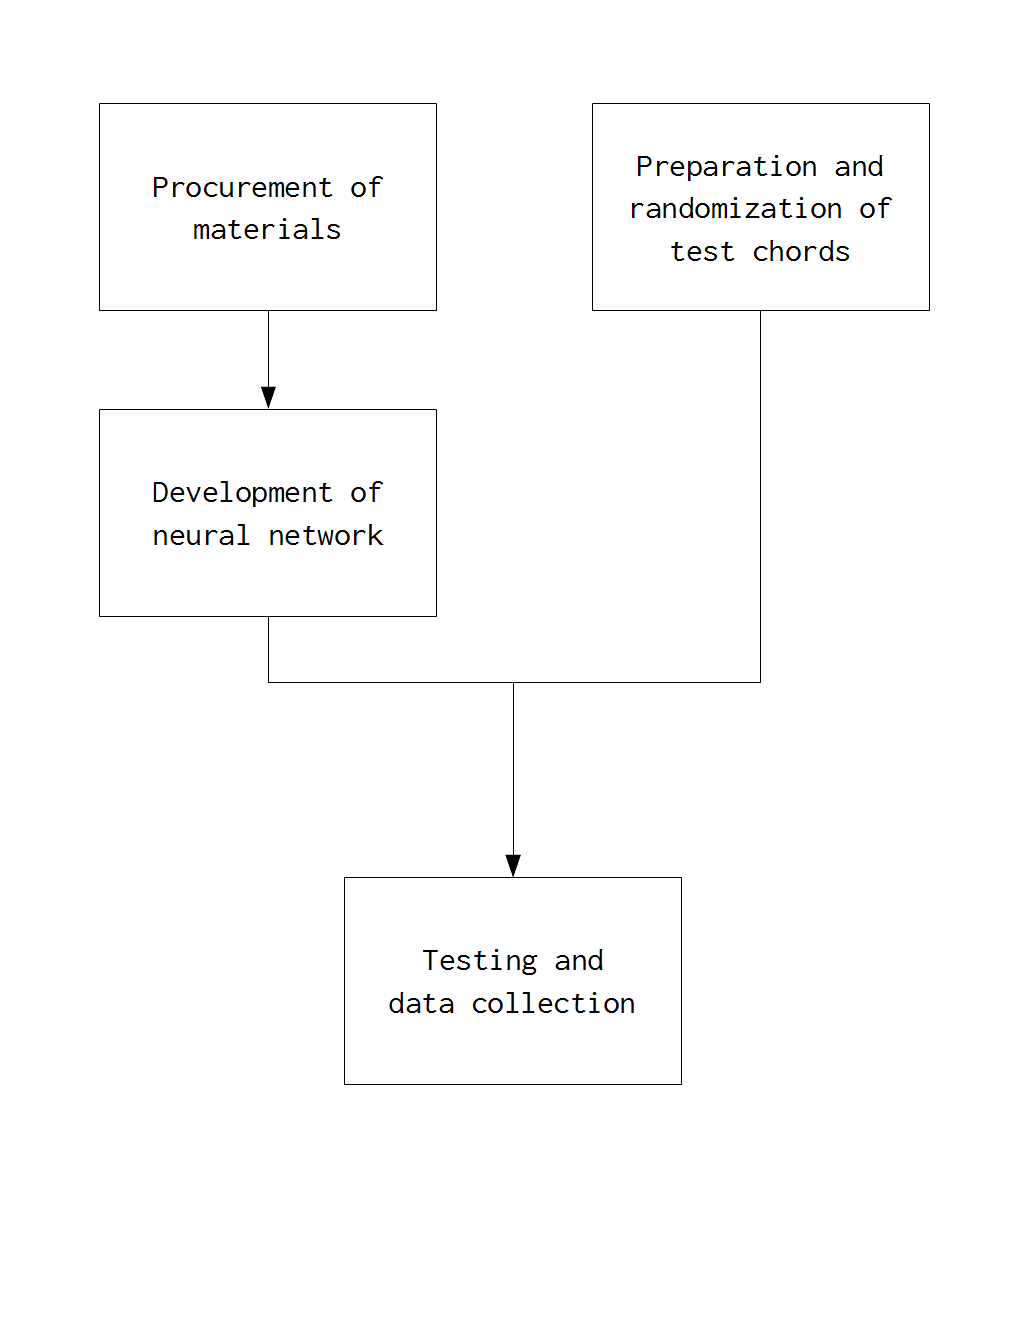 Procurement of
materials
Preparation and
randomization of
test chords
Development of
neural network
Testing and
data collection